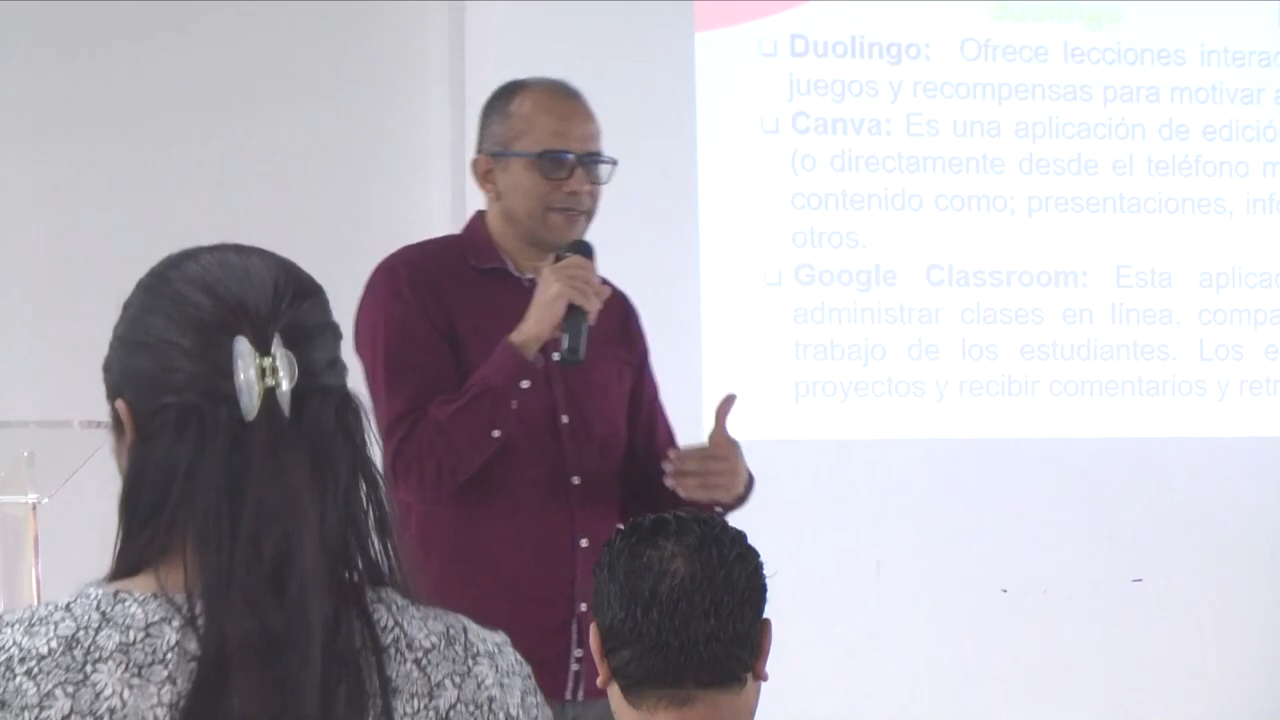 Duolingo: Ofrece lecciones
juegos y recompensas para motivar
Canva: Es una aplicación de
(o directamente desde el teléfono
contenido como; presentaciones,
otros.
Google Classroom: Esta
administrar clases en línea,
trabajo de los estudiantes. Los
proyectos y recibir comentarios y